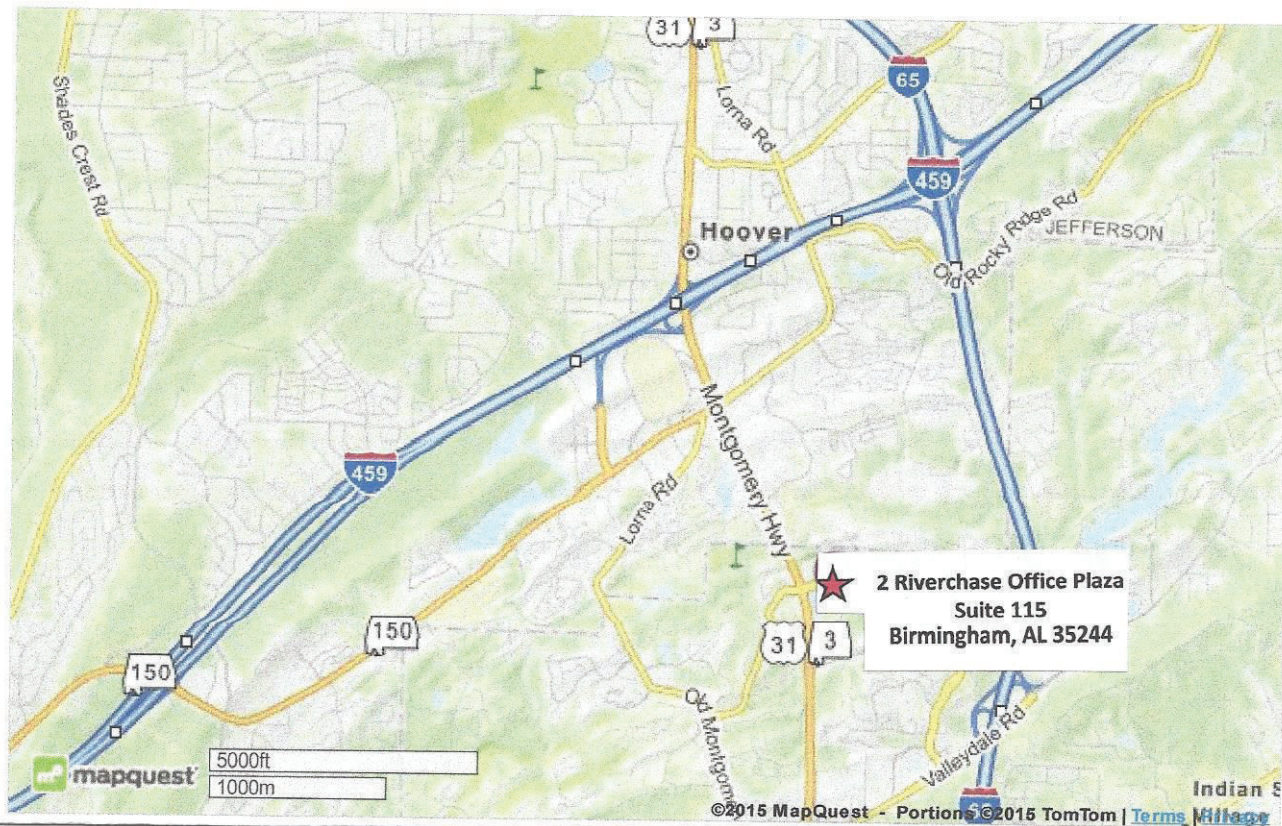 31
3
65
Lorna Rd
Shades Crest Rd
459
Hoover
Old Rocky Ridge Rd
JEFFERSON
Montgomery Hwy
459
Lorna Rd
2 Riverchase Office Plaza
Suite 115
Birmingham, AL 35244
150
31
3
150
Old Montgomery
Valleydale Rd
mapquest
5000ft
1000m
Indian S
©2015 MapQuest - Portions ©2015 TomTom | Terms |